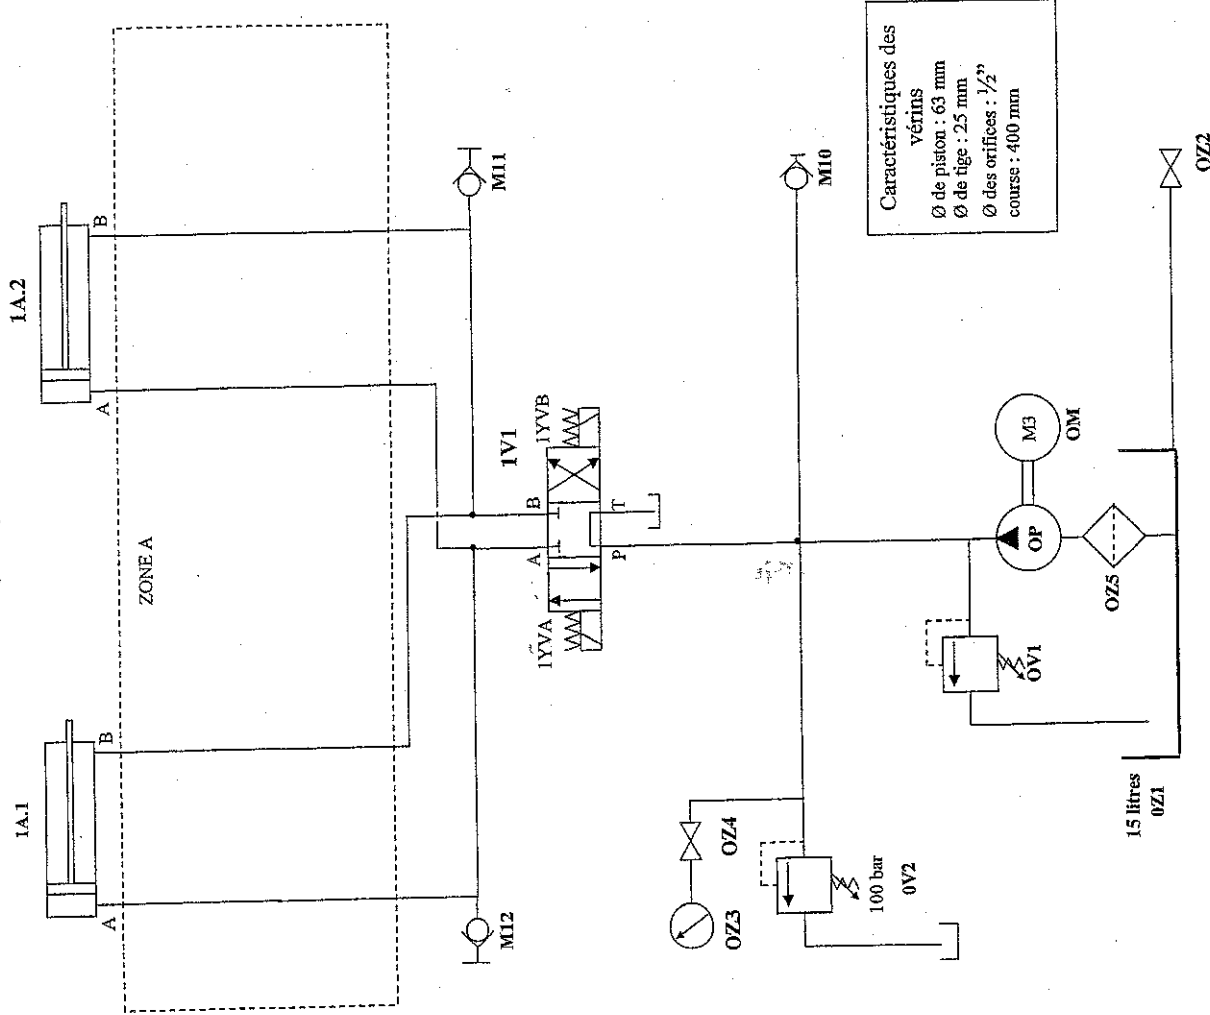 1A.1
1A.2
A
B
A
B
ZONE A
M12
M11
1V1
1YVA
A
B
1YVB
P
T
M10
OZ3
OZ4
100 bar
0V2
OV1
OP
M3
OM
OZ5
15 litres
0Z1
OZ2
Caractéristiques des
vérins
Ø de piston : 63 mm
Ø de tige : 25 mm
Ø des orifices : ½”
course : 400 mm